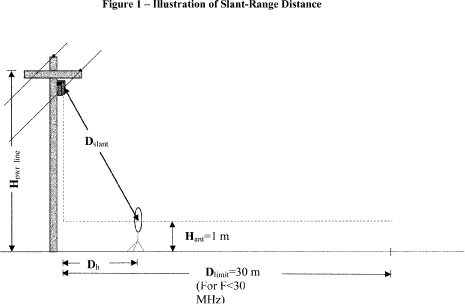 Figure 1 – Illustration of Slant-Range Distance
Hpwr line
Dslant
Hant=1 m
Dh
Dlimit=30 m
(For F<30
MHz)